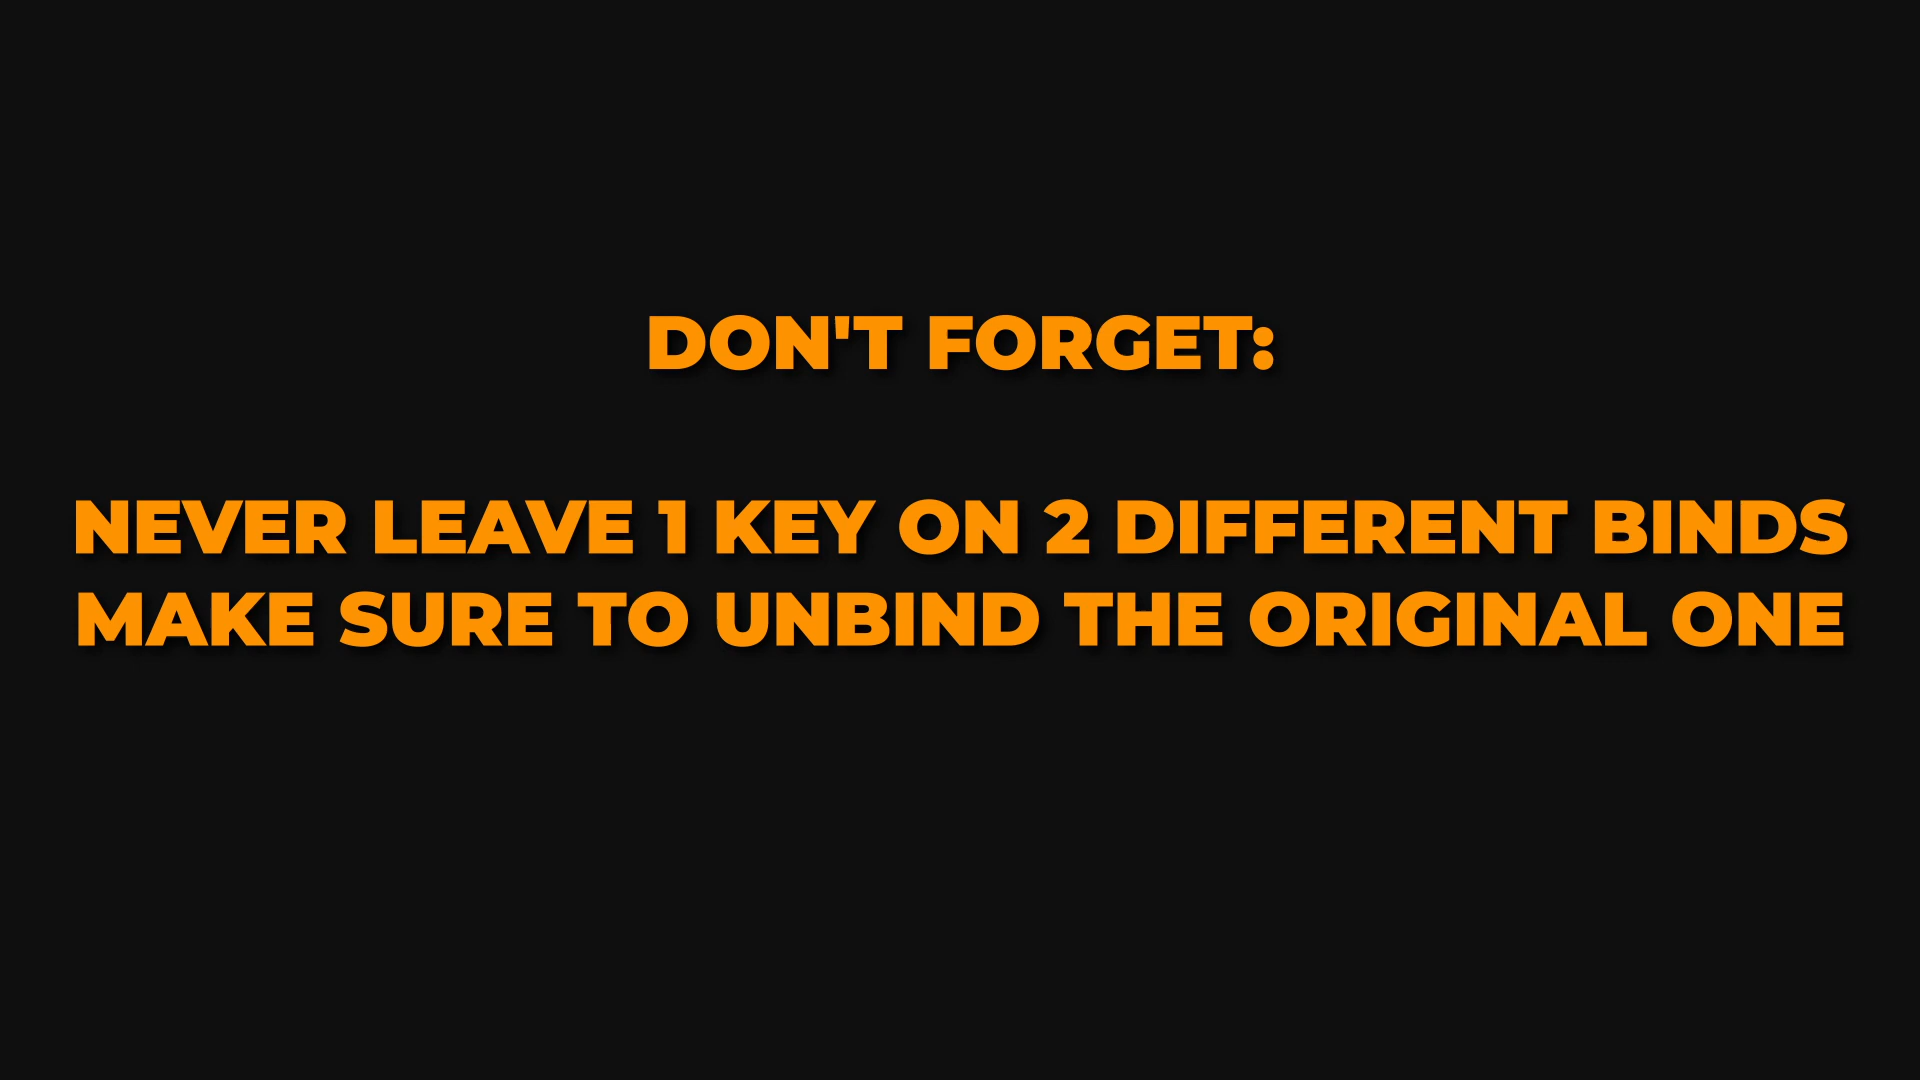 DON'T FORGET:
NEVER LEAVE 1 KEY ON 2 DIFFERENT BINDS
MAKE SURE TO UNBIND THE ORIGINAL ONE